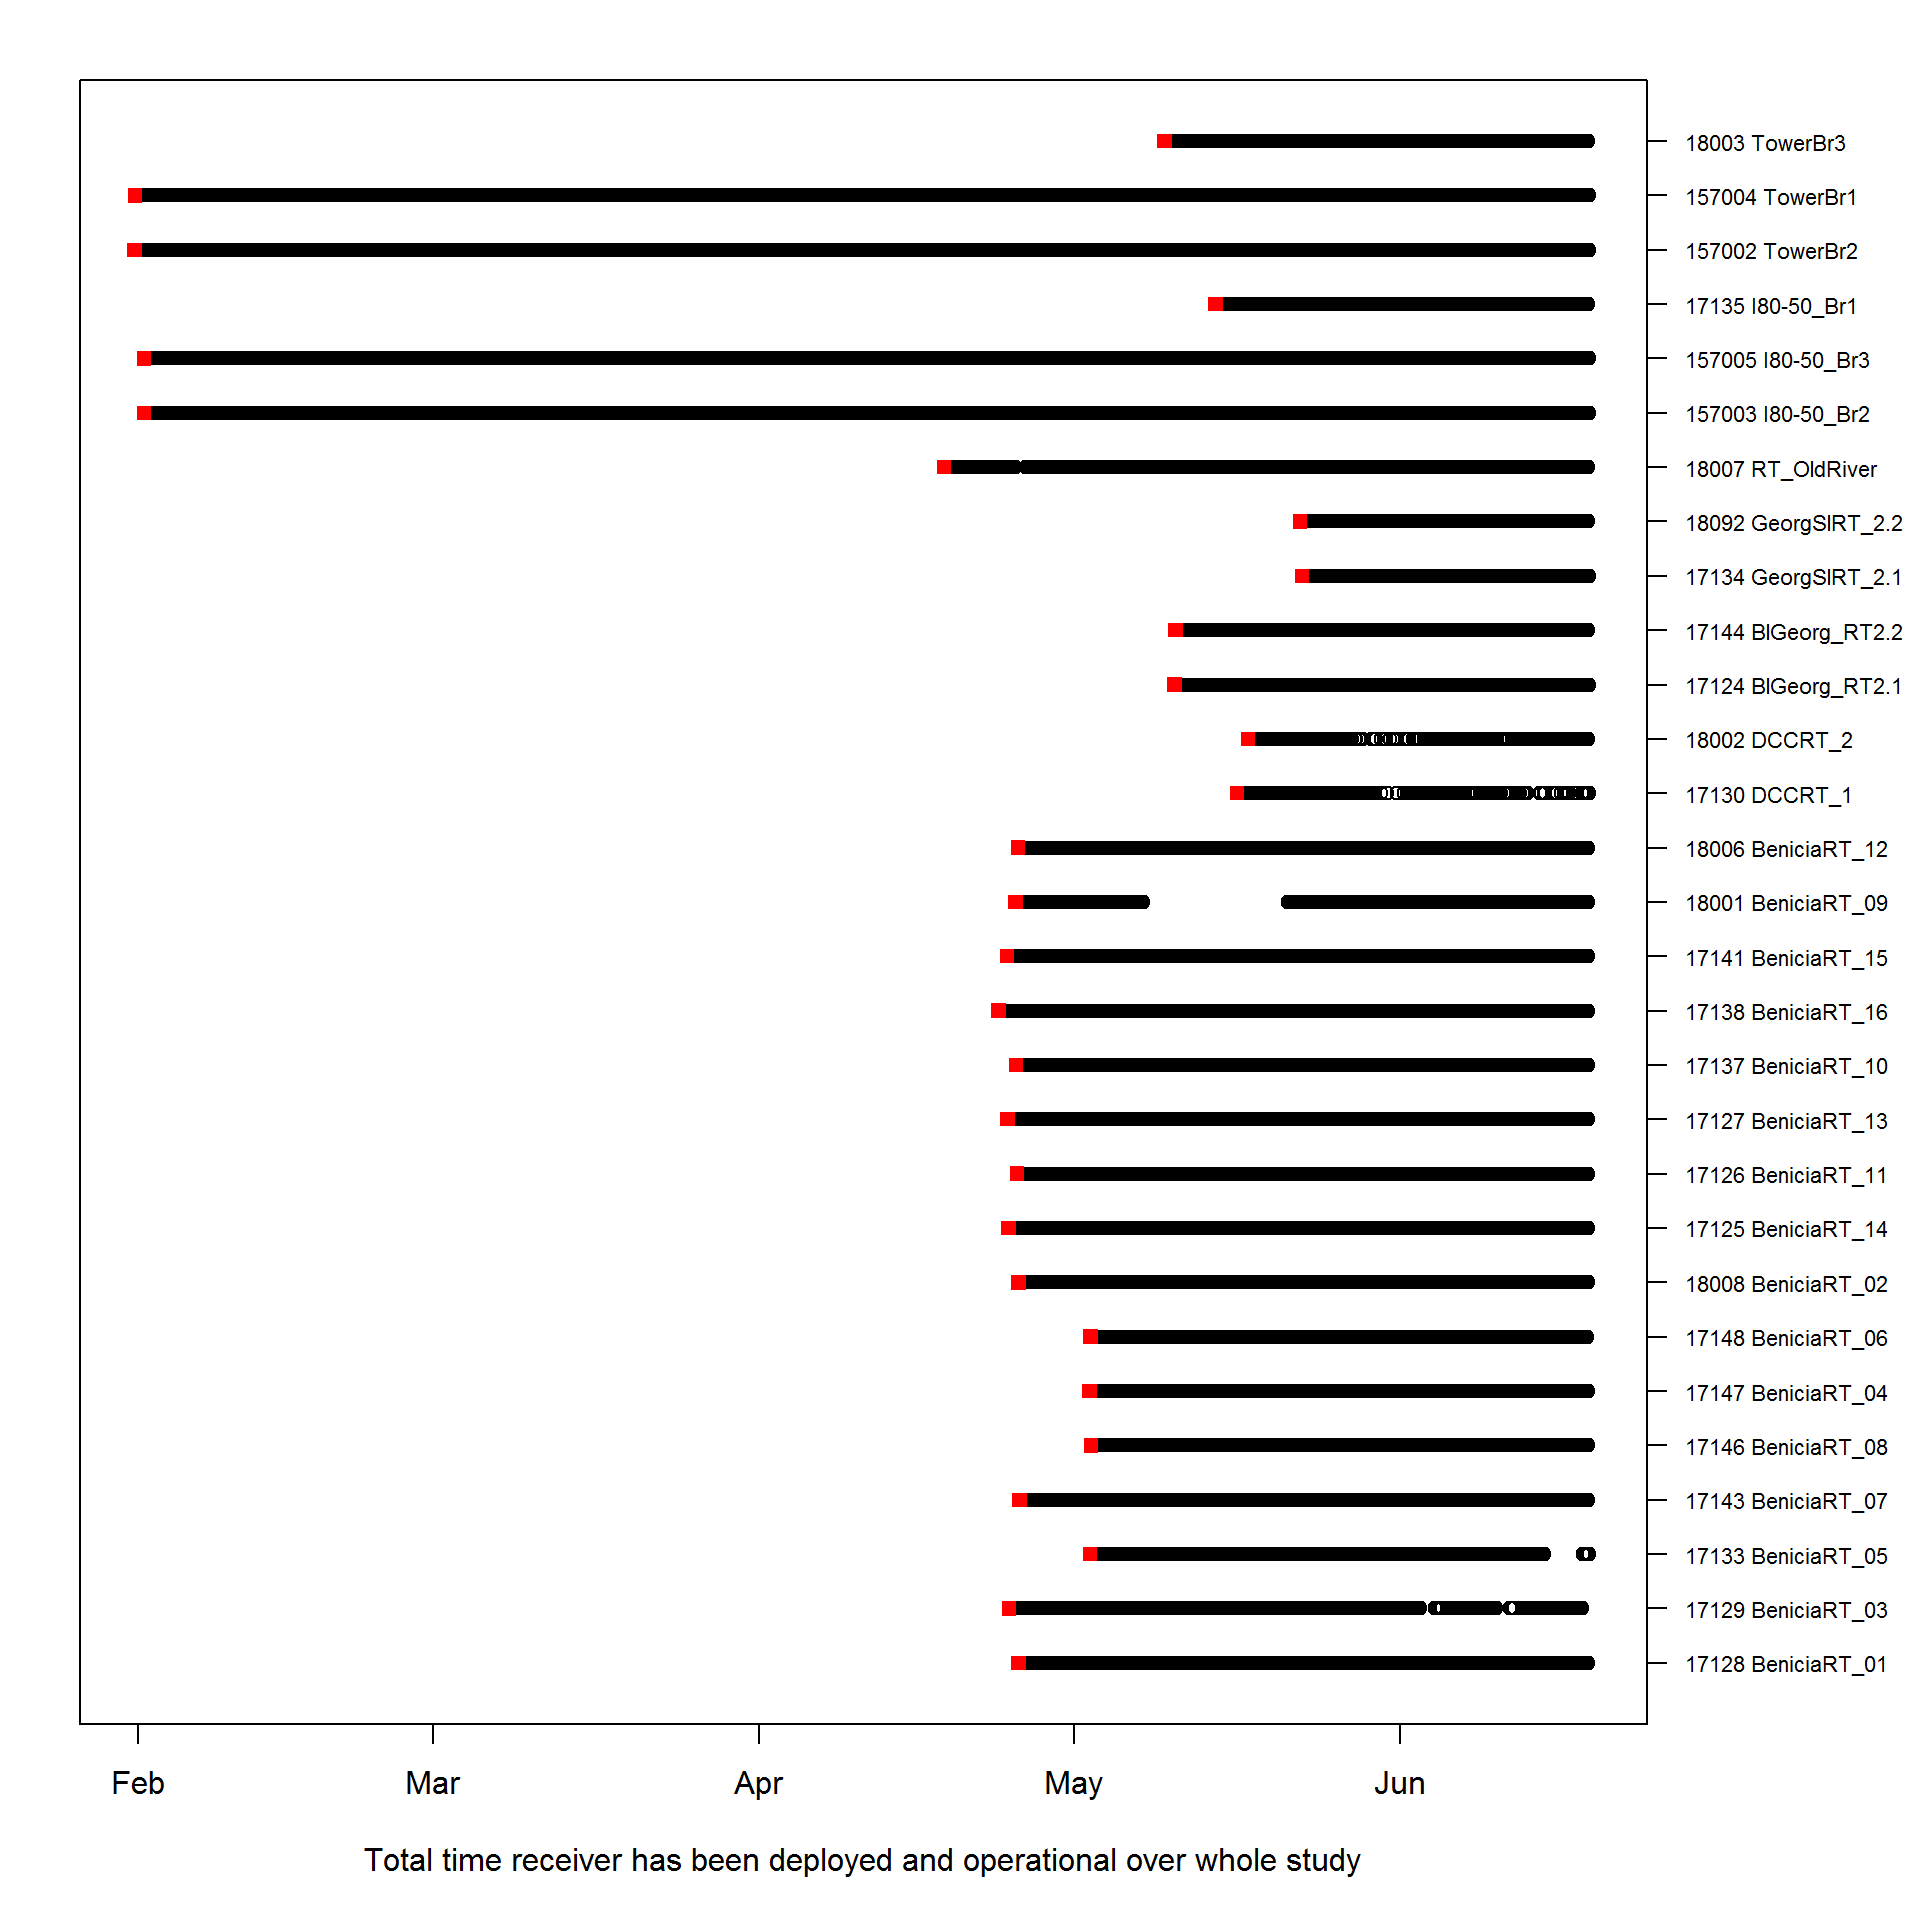 18003 TowerBr3
157004 TowerBr1
157002 TowerBr2
17135 I80-50_Br1
157005 I80-50_Br3
157003 I80-50_Br2
18007 RT_OldRiver
18092 GeorgSlRT_2.2
17134 GeorgSlRT_2.1
17144 BlGeorg_RT2.2
17124 BlGeorg_RT2.1
18002 DCCRT_2
17130 DCCRT_1
18006 BeniciaRT_12
18001 BeniciaRT_09
17141 BeniciaRT_15
17138 BeniciaRT_16
17137 BeniciaRT_10
17127 BeniciaRT_13
17126 BeniciaRT_11
17125 BeniciaRT_14
18008 BeniciaRT_02
17148 BeniciaRT_06
17147 BeniciaRT_04
17146 BeniciaRT_08
17143 BeniciaRT_07
17133 BeniciaRT_05
17129 BeniciaRT_03
17128 BeniciaRT_01
Feb Mar Apr May Jun
Total time receiver has been deployed and operational over whole study